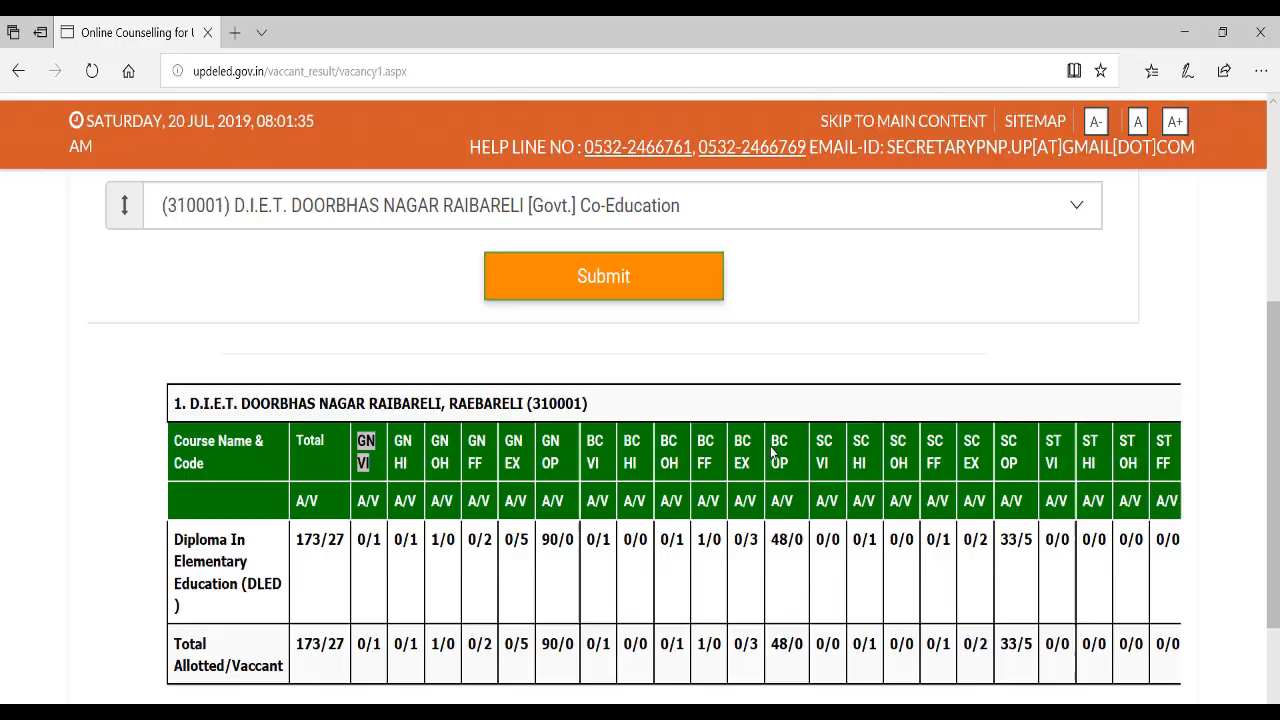 Online Counselling for U
updeled.gov.in/vaccant_result/vacancy1.aspx
SATURDAY, 20 JUL, 2019, 08:01:35 AM
SKIP TO MAIN CONTENT SITEMAP A- A A+
HELP LINE NO : 0532-2466761, 0532-2466769 EMAIL-ID: SECRETARYPNP.UP[AT]GMAIL[DOT]COM
(310001) D.I.E.T. DOORBHAS NAGAR RAIBARELI [Govt.] Co-Education
Submit
1. D.I.E.T. DOORBHAS NAGAR RAIBARELI, RAEBARELI (310001)
Course Name & Code Total GN VI GN HI GN OH GN FF GN EX GN OP BC VI BC HI BC OH BC FF BC EX BC OP SC VI SC HI SC OH SC FF SC EX SC OP ST VI ST HI ST OH ST FF
A/V A/V A/V A/V A/V A/V A/V A/V A/V A/V A/V A/V A/V A/V A/V A/V A/V A/V A/V A/V A/V A/V A/V
Diploma In Elementary Education (DLED ) 173/27 0/1 0/1 1/0 0/2 0/5 90/0 0/1 0/0 0/1 1/0 0/3 48/0 0/0 0/1 0/0 0/1 0/2 33/5 0/0 0/0 0/0 0/0
Total Allotted/Vaccant 173/27 0/1 0/1 1/0 0/2 0/5 90/0 0/1 0/0 0/1 1/0 0/3 48/0 0/0 0/1 0/0 0/1 0/2 33/5 0/0 0/0 0/0 0/0